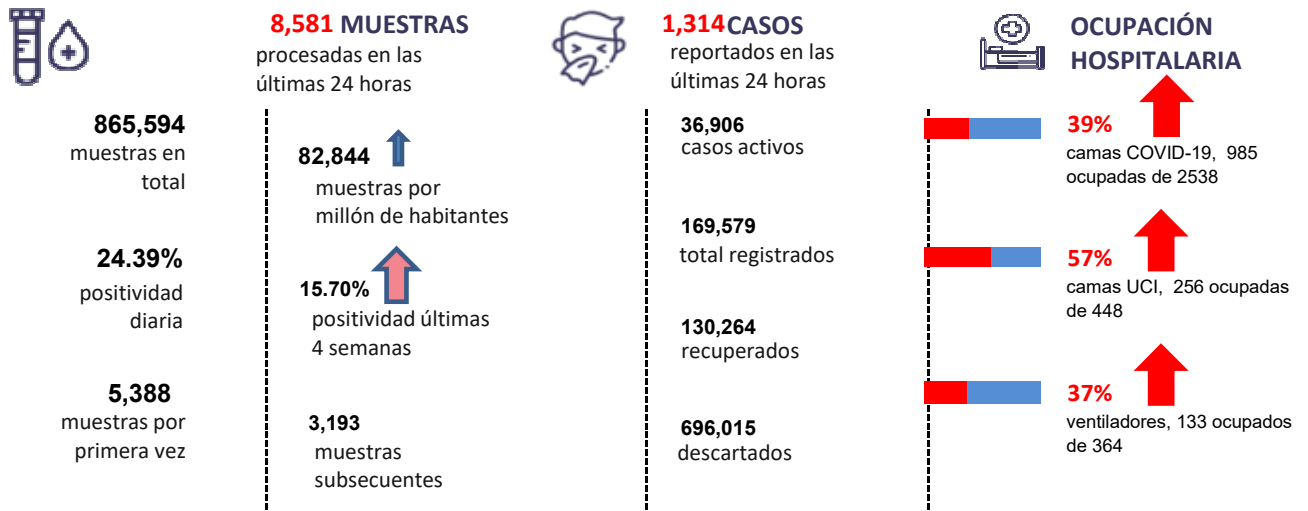 8,581 MUESTRAS
procesadas en las
últimas 24 horas
865,594
muestras en
total
82,844
muestras por
millón de habitantes
24.39%
positividad
diaria
15.70%
positividad últimas
4 semanas
5,388
muestras por
primera vez
3,193
muestras
subsecuentes
1,314 CASOS
reportados en las
últimas 24 horas
36,906
casos activos
169,579
total registrados
130,264
recuperados
696,015
descartados
OCUPACIÓN
HOSPITALARIA
39%
camas COVID-19, 985
ocupadas de 2538
57%
camas UCI, 256 ocupadas
de 448
37%
ventiladores, 133 ocupados
de 364